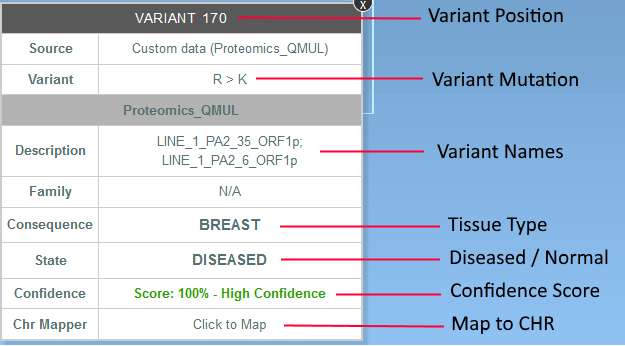 X
VARIANT 170 Variant Position
Source Custom data (Proteomics_QMUL)
Variant R > K Variant Mutation
Proteomics_QMUL
Description LINE_1_PA2_35_ORF1p;
LINE_1_PA2_6_ORF1p Variant Names
Family N/A
Consequence BREAST Tissue Type
State DISEASED Diseased / Normal
Confidence Score: 100% - High Confidence Confidence Score
Chr Mapper Click to Map Map to CHR